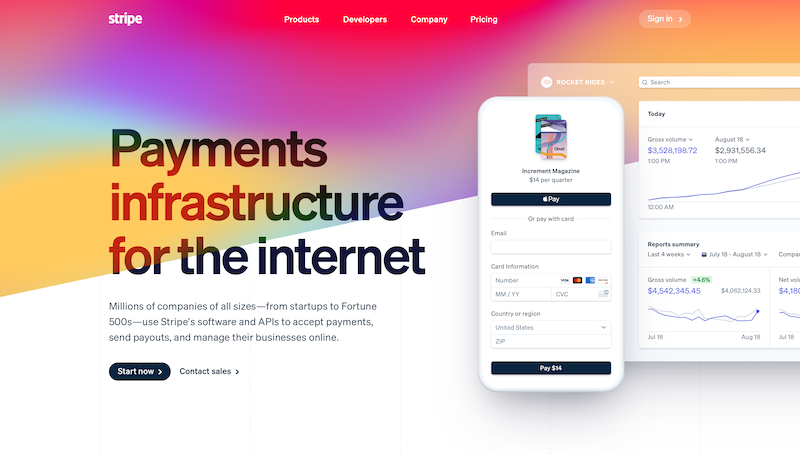 stripe
Products
Developers
Company
Pricing
Sign in
Payments
infrastructure
for the internet
Millions of companies of all sizes—from startups to Fortune
500s—use Stripe's software and APIs to accept payments,
send payouts, and manage their businesses online.
Start now
Contact sales
Increment Magazine
$14 per quarter
Pay
Or pay with card
Email
Card Information
Number
VISA
MM / YY
CVC
Country or region
United States
ZIP
Pay $14
ROCKET RIDES
Search
Today
Gross volume
August 18
$3,528,198.72
$2,931,556.34
1:00 PM
1:00 PM
12:00 AM
Reports summary
Last 4 weeks
July 18 - August 18
Compa
Gross volume
+4.6%
Net volu
$4,542,345.45
$4,062,124.33
$4,180
Jul 18
Aug 18
Jul 18